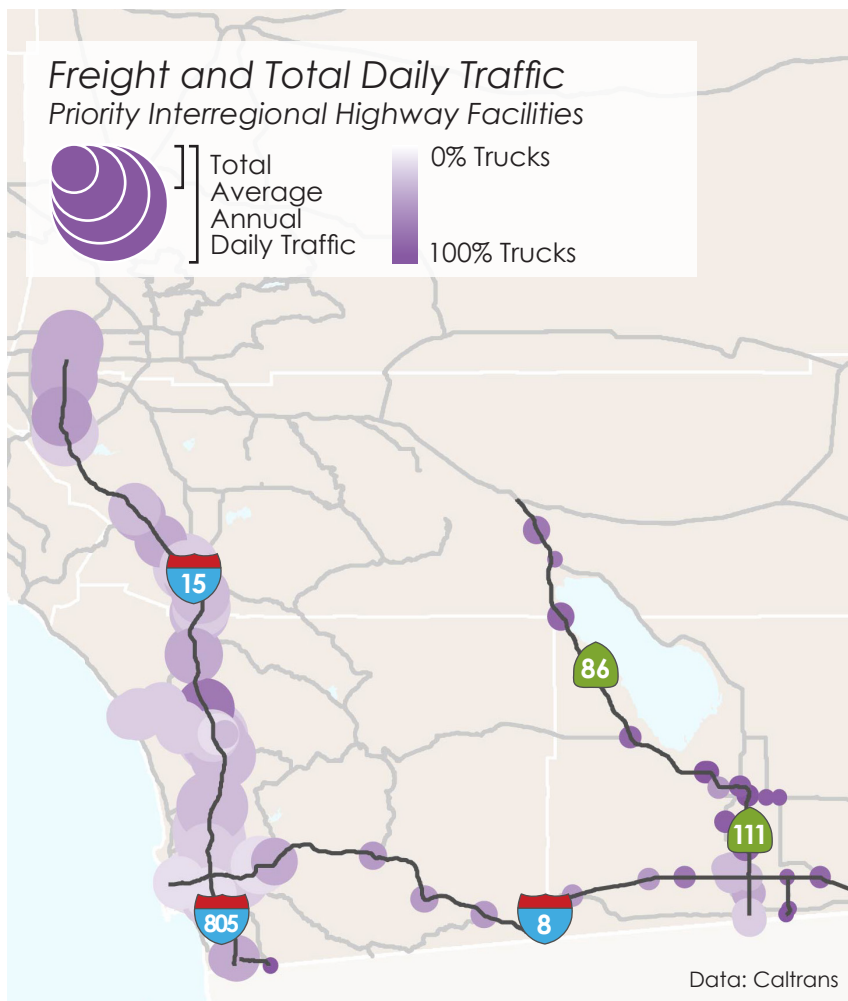 Freight and Total Daily Traffic
Priority Interregional Highway Facilities
Total
Average
Annual
Daily Traffic
0% Trucks
100% Trucks
15
86
111
805
8
Data: Caltrans